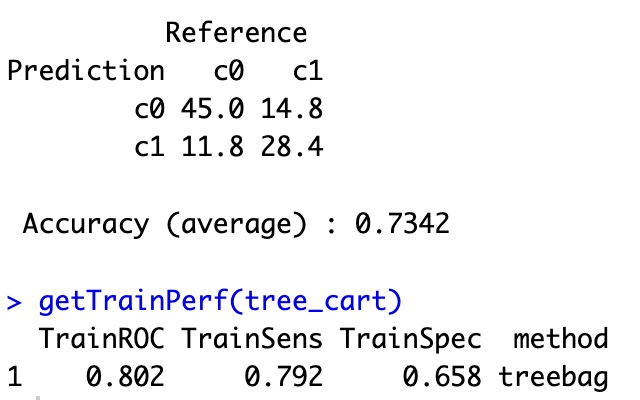 Reference
Prediction   c0   c1
        c0 45.0 14.8
        c1 11.8 28.4
Accuracy (average) : 0.7342
> getTrainPerf(tree_cart)
  TrainROC TrainSens TrainSpec  method
1    0.802     0.792     0.658 treebag